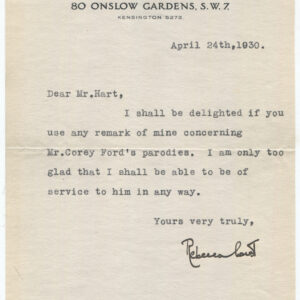 80 ONSLOW GARDENS, S.W. 7
KENSINGTON 5272
April 24th,1930.
Dear Mr.Hart,
I shall be delighted if you
use any remark of mine concerning
Mr.Corey Ford's parodies. I am only too
glad that I shall be able to be of
service to him in any way.
Yours very truly,
Rebecca West